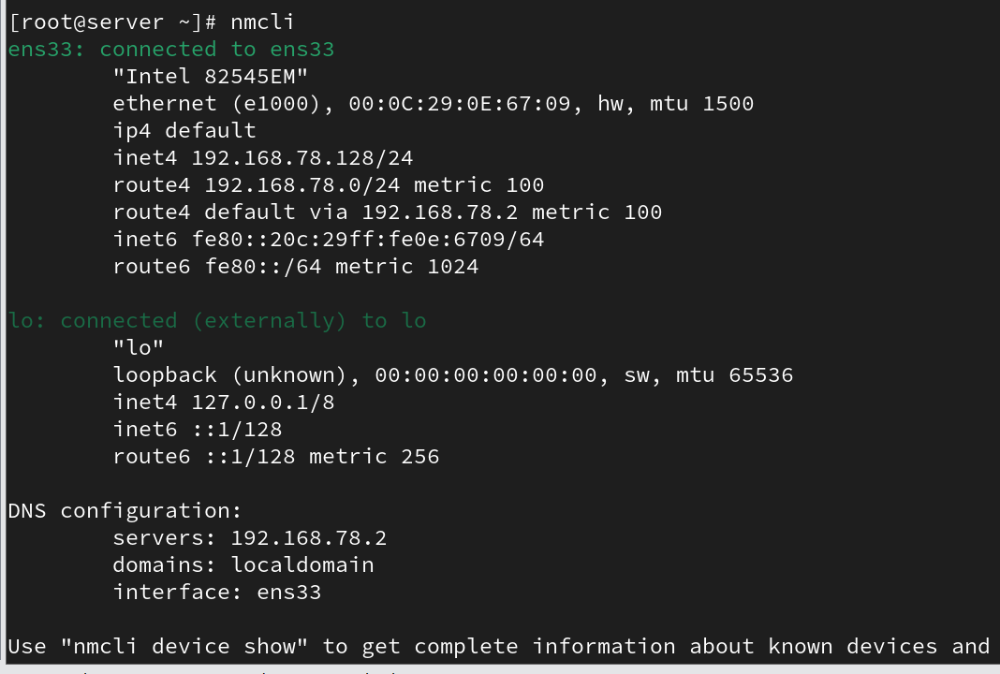 [root@server ~]# nmcli
ens33: connected to ens33
"Intel 82545EM"
ethernet (e1000), 00:0C:29:0E:67:09, hw, mtu 1500
ip4 default
inet4 192.168.78.128/24
route4 192.168.78.0/24 metric 100
route4 default via 192.168.78.2 metric 100
inet6 fe80::20c:29ff:fe0e:6709/64
route6 fe80::/64 metric 1024
lo: connected (externally) to lo
"lo"
loopback (unknown), 00:00:00:00:00:00, sw, mtu 65536
inet4 127.0.0.1/8
inet6 ::1/128
route6 ::1/128 metric 256
DNS configuration:
servers: 192.168.78.2
domains: localdomain
interface: ens33
Use "nmcli device show" to get complete information about known devices and